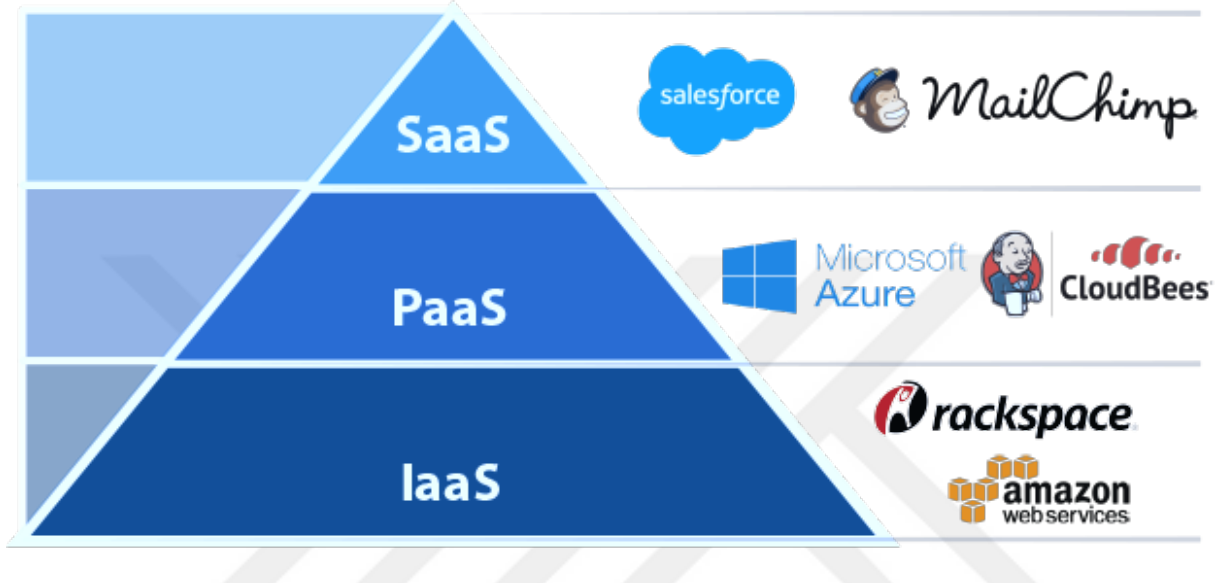 SaaS
salesforce
MailChimp
PaaS
Microsoft
Azure
CloudBees
IaaS
rackspace
amazon
web services